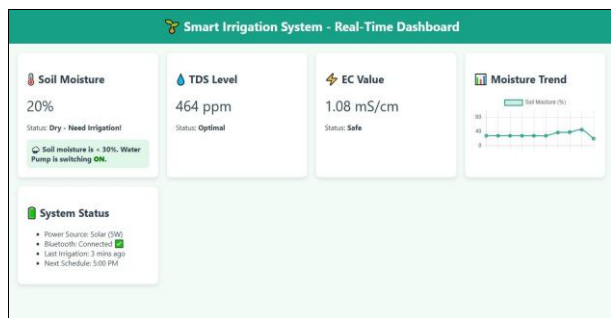 Smart Irrigation System - Real-Time Dashboard
Soil Moisture
20%
Status: Dry - Need Irrigation!
Soil moisture is < 30%. Water
Pump is switching ON.
TDS Level
464 ppm
Status: Optimal
EC Value
1.08 mS/cm
Status: Safe
Moisture Trend
Soil Moisture (%)
80
40
0
System Status
• Power Source: Solar (5W)
• Bluetooth: Connected ✅
• Last Irrigation: 3 mins ago
• Next Schedule: 5:00 PM